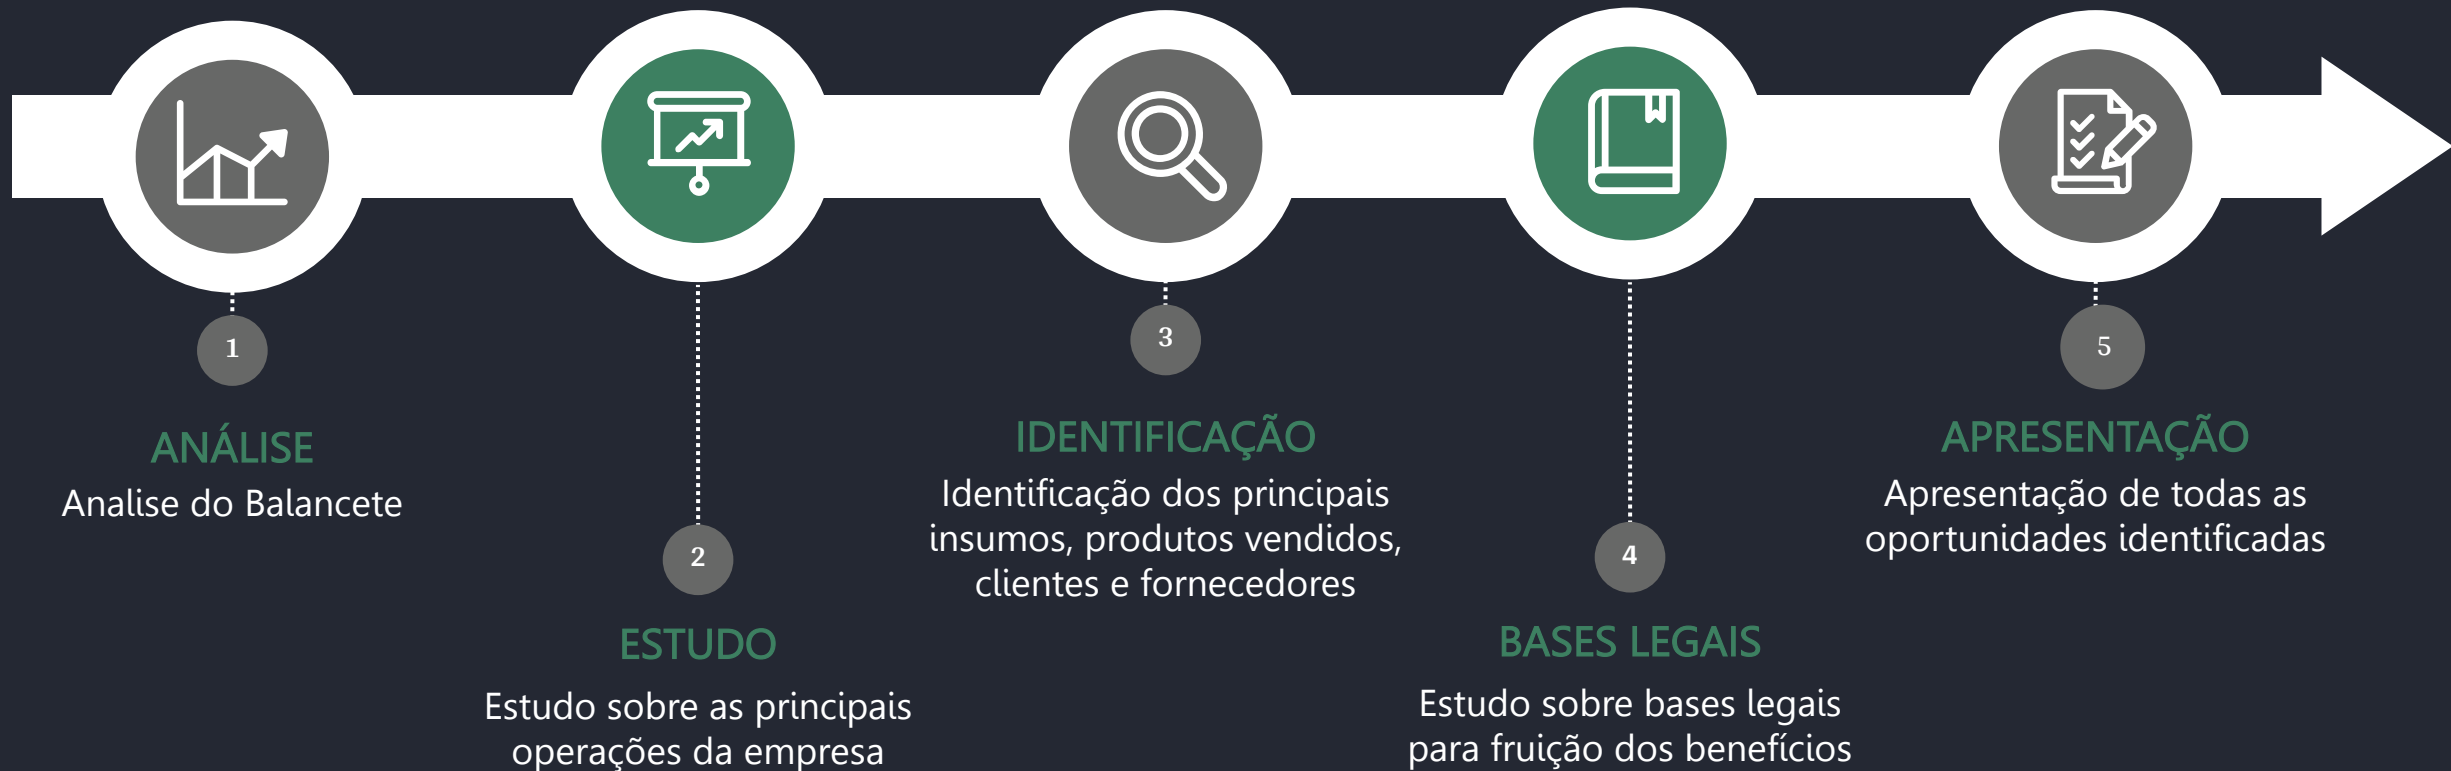 1
ANÁLISE
Analise do Balancete
2
ESTUDO
Estudo sobre as principais
operações da empresa
3
IDENTIFICAÇÃO
Identificação dos principais
insumos, produtos vendidos,
clientes e fornecedores
4
BASES LEGAIS
Estudo sobre bases legais
para fruição dos benefícios
5
APRESENTAÇÃO
Apresentação de todas as
oportunidades identificadas